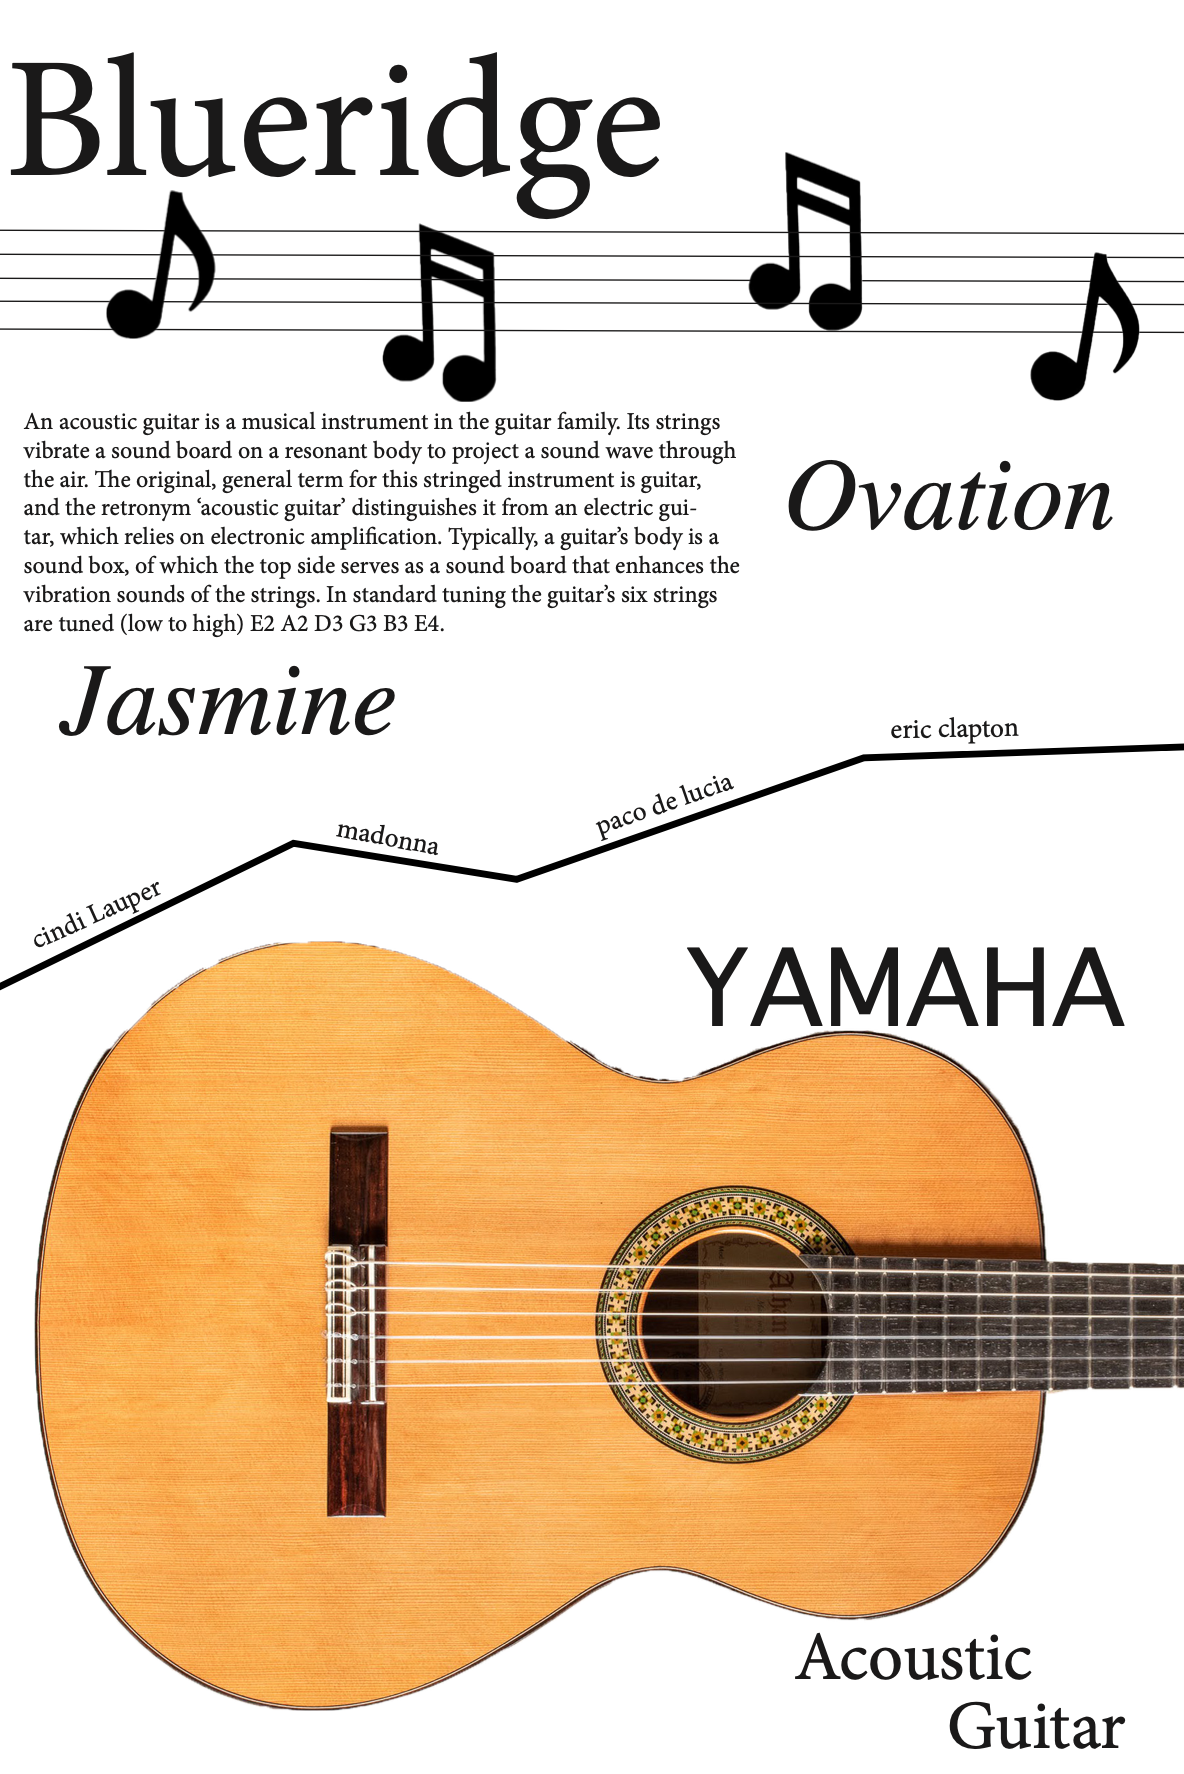 Blueridge
An acoustic guitar is a musical instrument in the guitar family. Its strings
vibrate a sound board on a resonant body to project a sound wave through
the air. The original, general term for this stringed instrument is guitar,
and the retronym ‘acoustic guitar’ distinguishes it from an electric gui-
tar, which relies on electronic amplification. Typically, a guitar’s body is a
sound box, of which the top side serves as a sound board that enhances the
vibration sounds of the strings. In standard tuning the guitar’s six strings
are tuned (low to high) E2 A2 D3 G3 B3 E4.
Ovation
Jasmine
cindi Lauper
madonna
paco de lucia
eric clapton
YAMAHA
Acoustic
Guitar